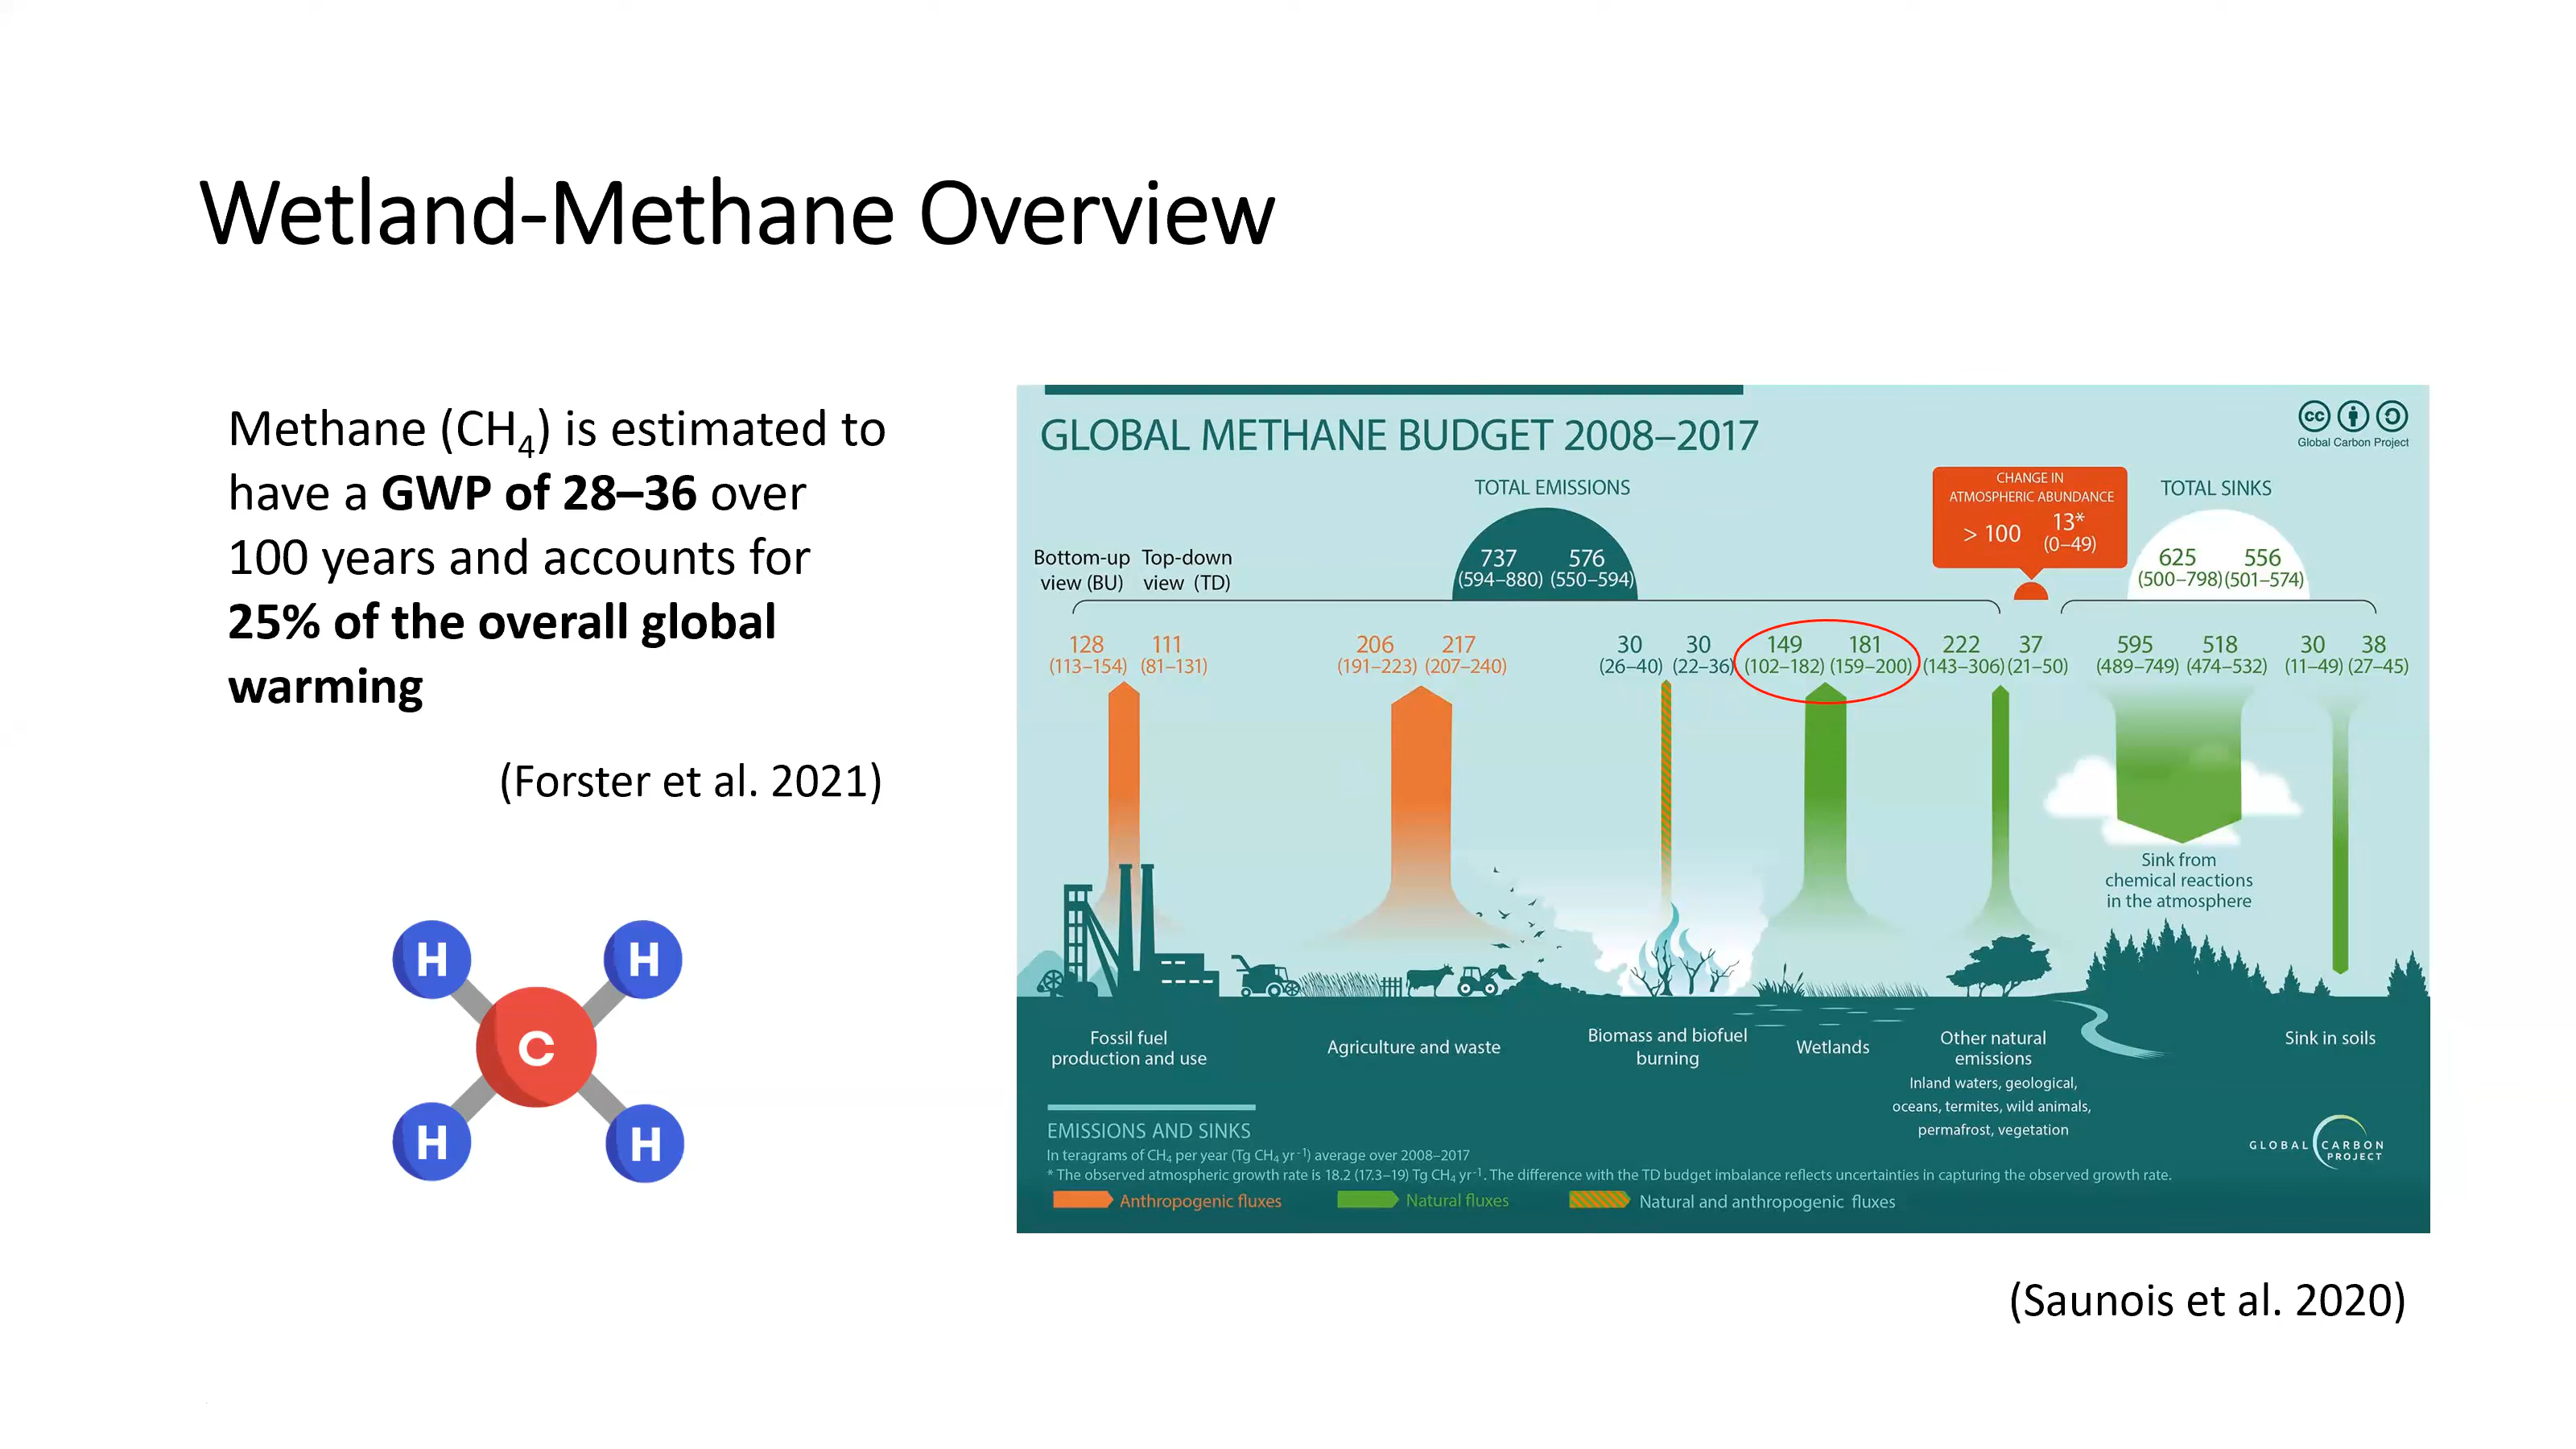 Wetland-Methane Overview
Methane (CH₄) is estimated to
have a GWP of 28–36 over
100 years and accounts for
25% of the overall global
warming
(Forster et al. 2021)
H H
C
H H
GLOBAL METHANE BUDGET 2008–2017
cc
Global Carbon Project
TOTAL EMISSIONS
CHANGE IN
ATMOSPHERIC ABUNDANCE
> 100 13*
(0–49)
TOTAL SINKS
Bottom-up Top-down
view (BU) view (TD)
737 576
(594–880) (550–594)
625 556
(500–798) (501–574)
128 111 206 217 30 30 149 181 222 37 595 518 30 38
(113–154) (81–131) (191–223) (207–240) (26–40) (22–36) (102–182) (159–200) (143–306) (21–50) (489–749) (474–532) (11–49) (27–45)
Sink from
chemical reactions
in the atmosphere
Fossil fuel
production and use
Agriculture and waste
Biomass and biofuel
burning
Wetlands
Other natural
emissions
Inland waters, geological,
oceans, termites, wild animals,
permafrost, vegetation
Sink in soils
EMISSIONS AND SINKS
In teragrams of CH₄ per year (Tg CH₄ yr⁻¹) average over 2008–2017
* The observed atmospheric growth rate is 18.2 (17.3–19) Tg CH₄ yr⁻¹. The difference with the TD budget imbalance reflects uncertainties in capturing the observed growth rate.
Anthropogenic fluxes Natural fluxes Natural and anthropogenic fluxes
GLOBAL CARBON
PROJECT
(Saunois et al. 2020)